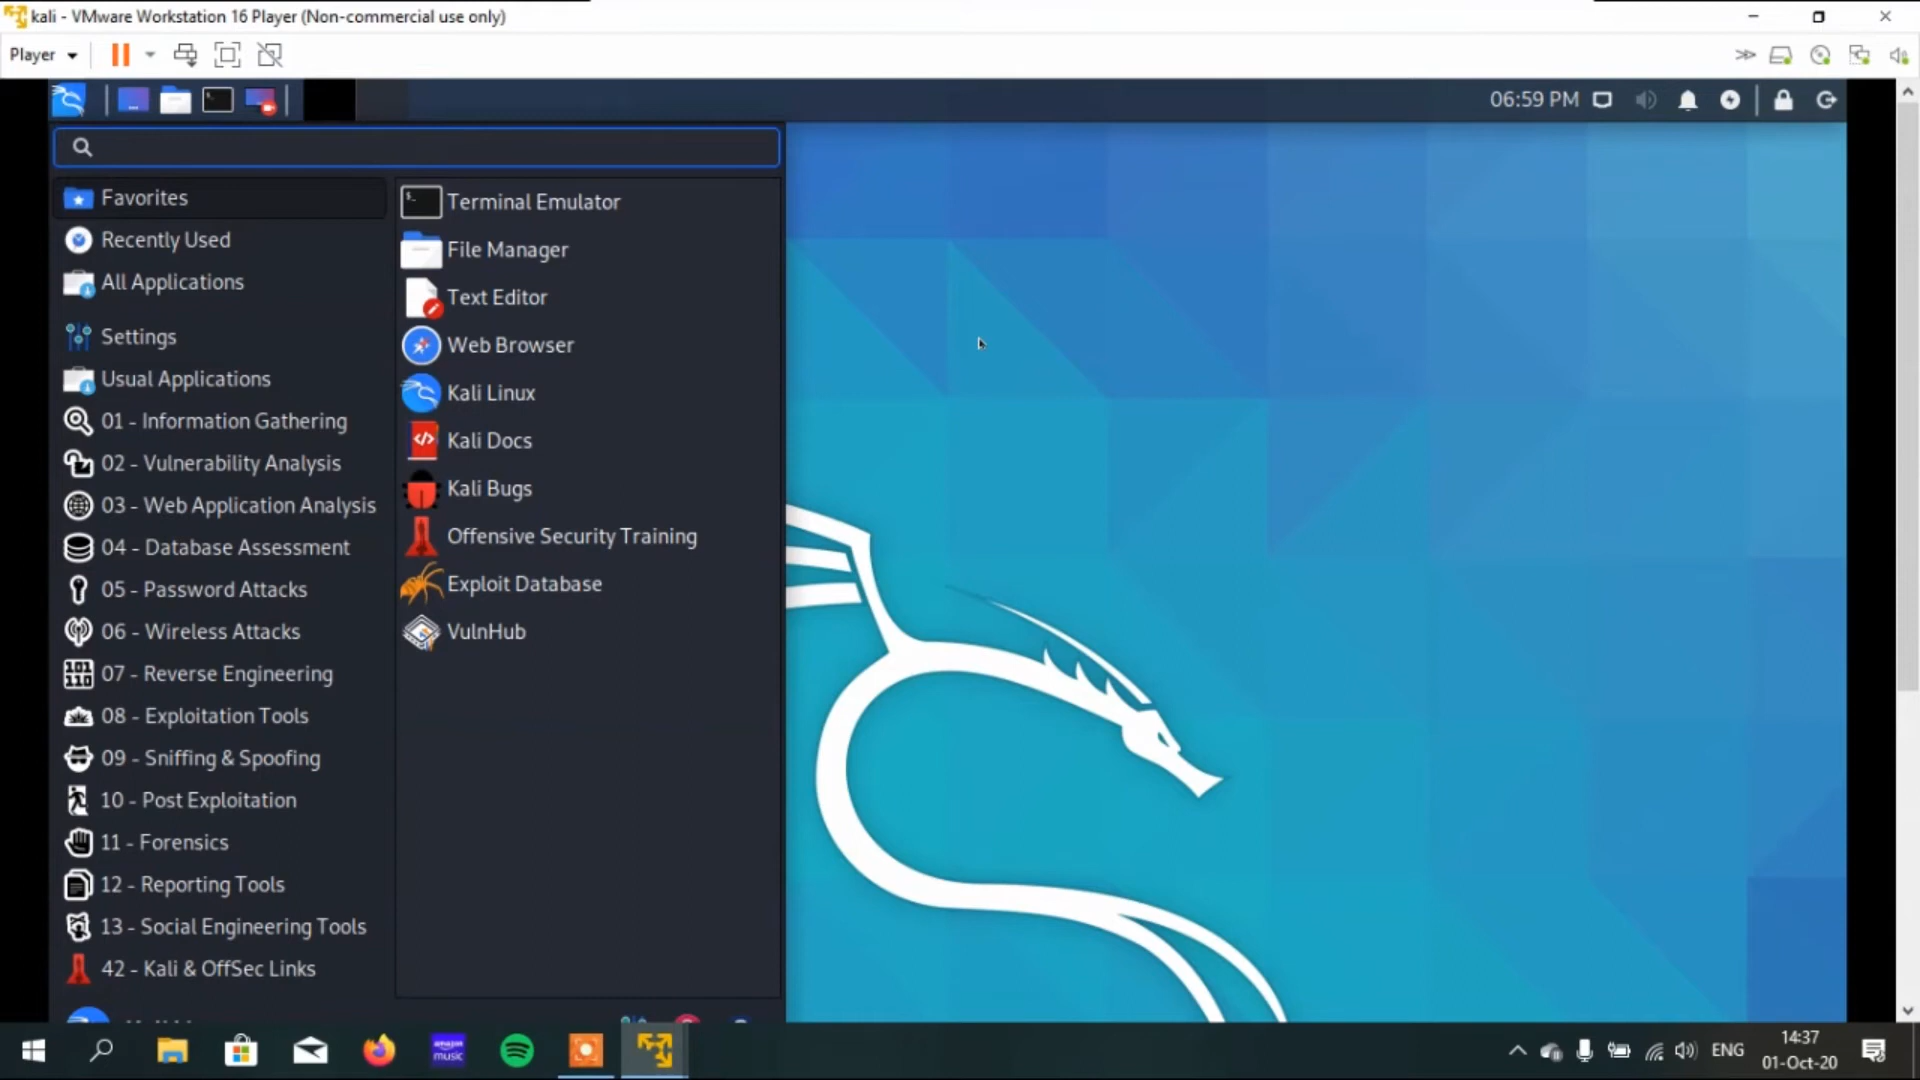 kali - VMware Workstation 16 Player (Non-commercial use only)
Player
06:59 PM
Favorites
Recently Used
All Applications
Settings
Usual Applications
01 - Information Gathering
02 - Vulnerability Analysis
03 - Web Application Analysis
04 - Database Assessment
05 - Password Attacks
06 - Wireless Attacks
07 - Reverse Engineering
08 - Exploitation Tools
09 - Sniffing & Spoofing
10 - Post Exploitation
11 - Forensics
12 - Reporting Tools
13 - Social Engineering Tools
42 - Kali & OffSec Links
Terminal Emulator
File Manager
Text Editor
Web Browser
Kali Linux
Kali Docs
Kali Bugs
Offensive Security Training
Exploit Database
VulnHub
amazon
music
ENG
14:37
01-Oct-20